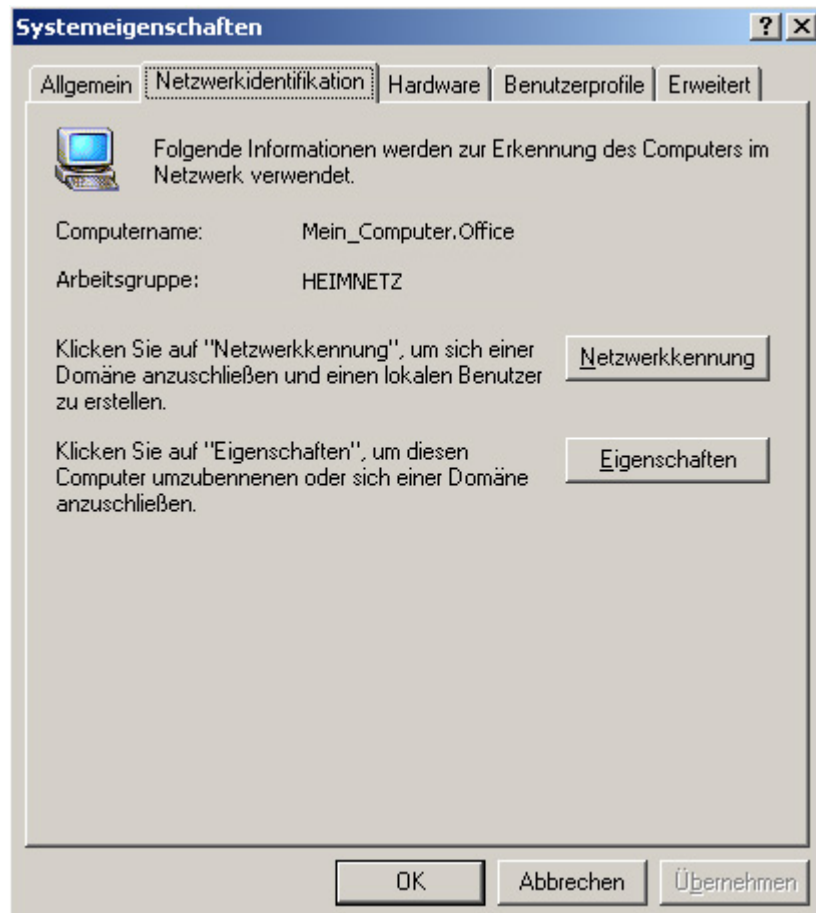 Systemeigenschaften
Allgemein Netzwerkidentifikation Hardware Benutzerprofile Erweitert
Folgende Informationen werden zur Erkennung des Computers im
Netzwerk verwendet.
Computername: Mein_Computer.Office
Arbeitsgruppe: HEIMNETZ
Klicken Sie auf "Netzwerkkennung", um sich einer
Domäne anzuschließen und einen lokalen Benutzer
zu erstellen.
Netzwerkkennung
Klicken Sie auf "Eigenschaften", um diesen
Computer umzubennenen oder sich einer Domäne
anzuschließen.
Eigenschaften
OK Abbrechen Übernehmen